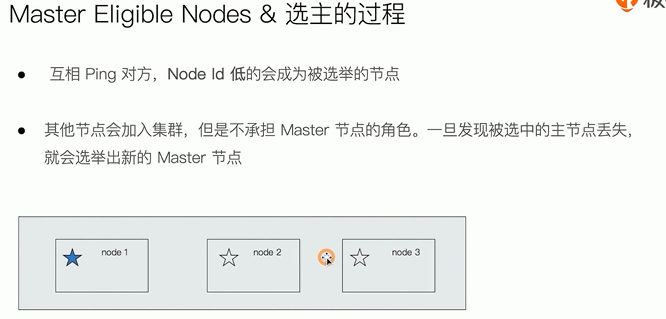 Master Eligible Nodes & 选主的过程
互相 Ping 对方，Node Id 低的会成为被选举的节点
其他节点会加入集群，但是不承担 Master 节点的角色。一旦发现被选中的主节点丢失，
就会选举出新的 Master 节点
node 1
node 2
node 3